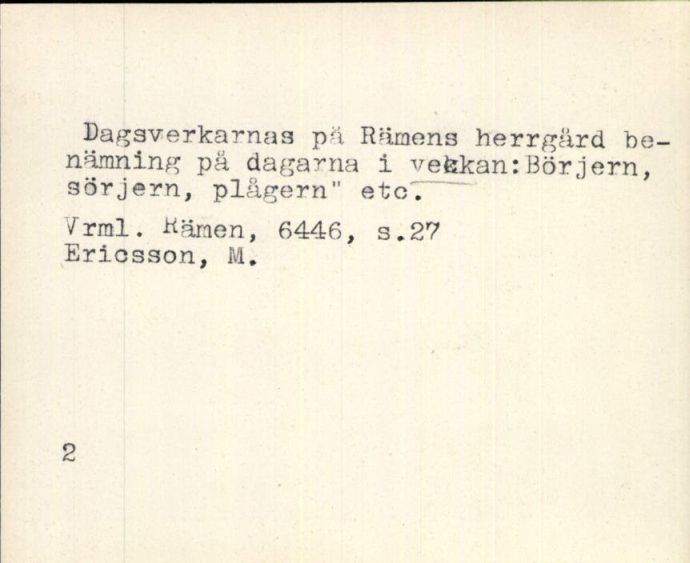 Dagsverkarnas på Rämens herrgård be-
nämning på dagarna i vekkan:Börjern,
sörjern, plågern" etc.
Vrml. Rämen, 6446, s.27
Ericsson, M.
2